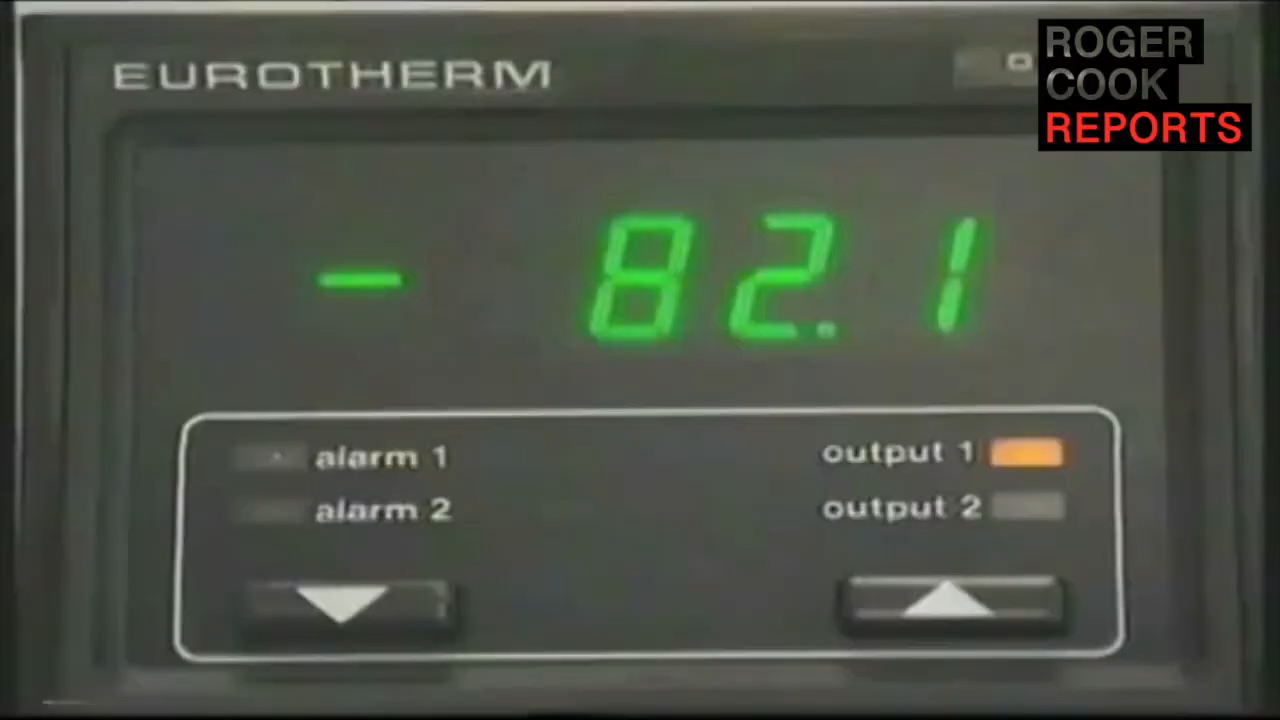 EUROTHERM
ROGER
COOK
REPORTS
- 82.1
alarm 1
output 1
alarm 2
output 2